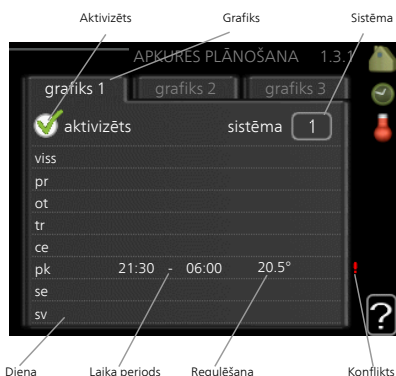 Aktivizēts Grafiks Sistēma
APKURES PLĀNOŠANA 1.3.1
grafiks 1 grafiks 2 grafiks 3
aktivizēts sistēma 1
viss
pr
ot
tr
ce
pk 21:30 - 06:00 20.5°
se
sv
!
?
Diena Laika periods Regulēšana Konflikts